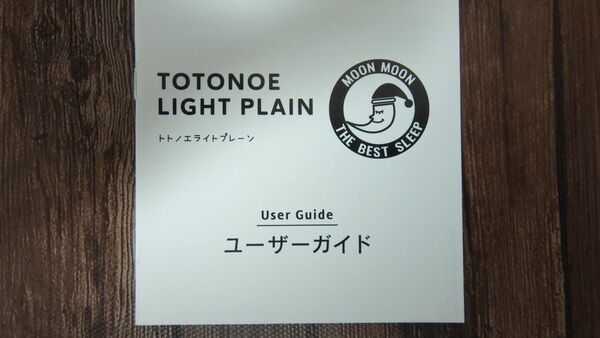 TOTONOE
LIGHT PLAIN
トトノエライトプレーン
MOON MOON
THE BEST SLEEP
User Guide
ユーザーガイド